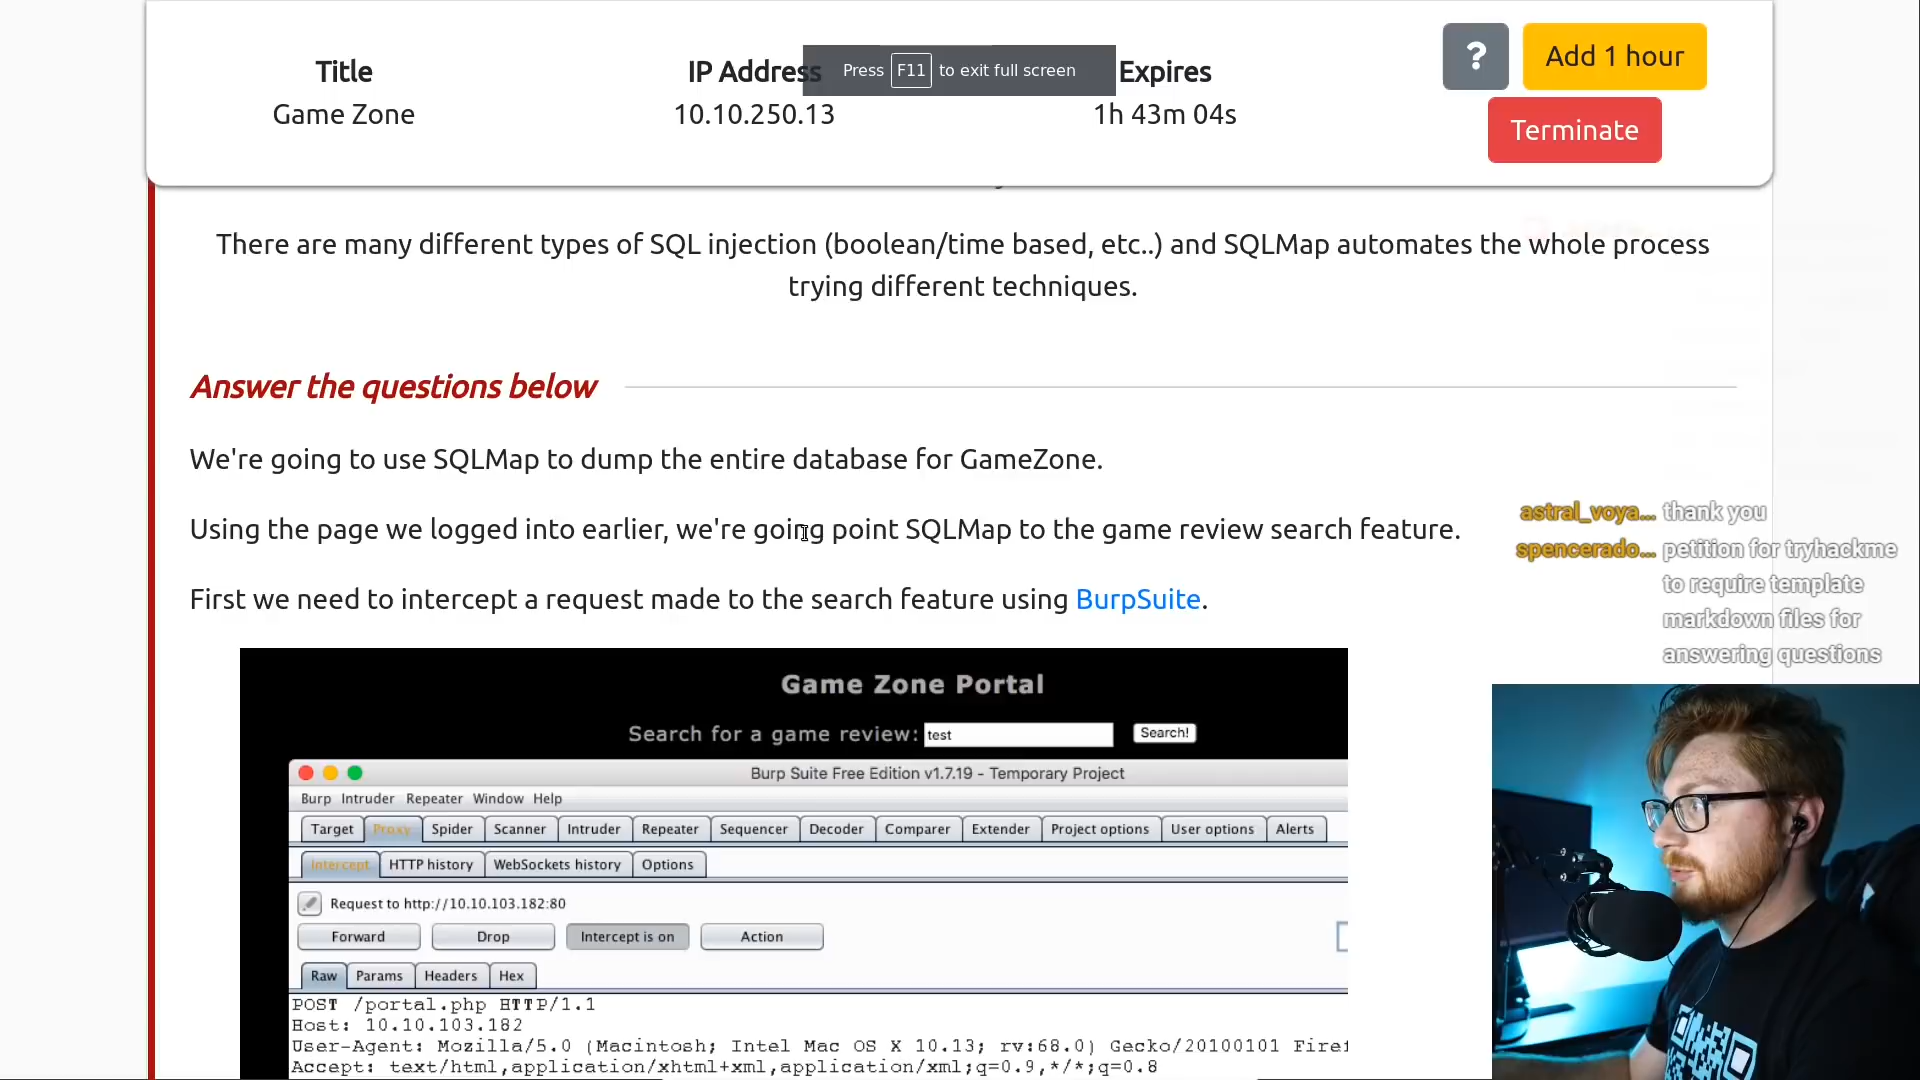 Title
Game Zone
IP Address
10.10.250.13
Press F11 to exit full screen
Expires
1h 43m 04s
?
Add 1 hour
Terminate
There are many different types of SQL injection (boolean/time based, etc..) and SQLMap automates the whole process
trying different techniques.
Answer the questions below
We're going to use SQLMap to dump the entire database for GameZone.
Using the page we logged into earlier, we're going point SQLMap to the game review search feature.
First we need to intercept a request made to the search feature using BurpSuite.
astral_voya... thank you
spencerado... petition for tryhackme
to require template
markdown files for
answering questions
Game Zone Portal
Search for a game review: test Search!
Burp Suite Free Edition v1.7.19 - Temporary Project
Burp Intruder Repeater Window Help
Target Proxy Spider Scanner Intruder Repeater Sequencer Decoder Comparer Extender Project options User options Alerts
Intercept HTTP history WebSockets history Options
Request to http://10.10.103.182:80
Forward Drop Intercept is on Action
Raw Params Headers Hex
POST /portal.php HTTP/1.1
Host: 10.10.103.182
User-Agent: Mozilla/5.0 (Macintosh; Intel Mac OS X 10.13; rv:68.0) Gecko/20100101 Firef
Accept: text/html,application/xhtml+xml,application/xml;q=0.9,*/*;q=0.8